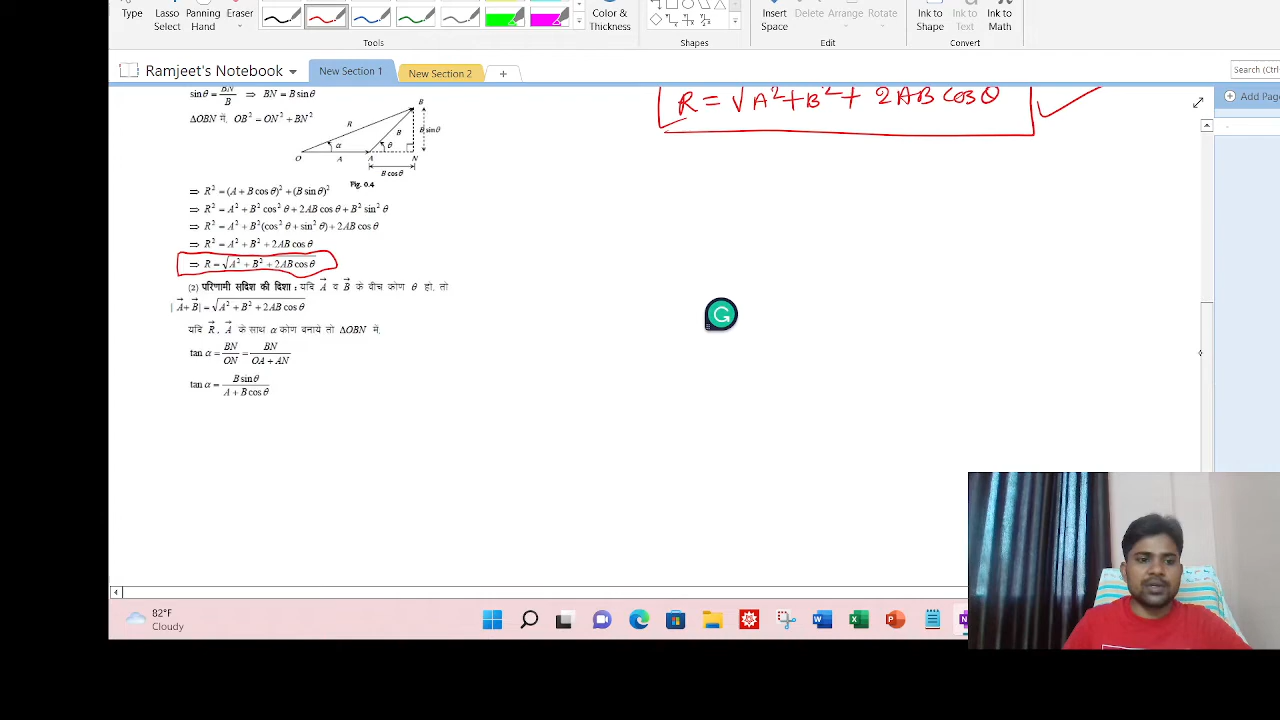 Type
Lasso
Select
Panning
Hand
Eraser
Color &
Thickness
Insert
Space
Delete
Arrange
Rotate
Ink to
Shape
Ink to
Text
Ink to
Math
Tools
Shapes
Edit
Convert
Ramjeet's Notebook
New Section 1
New Section 2
+
Search (Ctrl+
Add Page
sin θ = BN/B ⇒ BN = B sin θ
ΔOBN में, OB² = ON² + BN²
R = √A²+B²+ 2AB cos θ
B
R
B
B sin θ
α
θ
O
A
A
N
B cos θ
Fig. 0.4
⇒ R² = (A + B cos θ)² + (B sin θ)²
⇒ R² = A² + B² cos² θ + 2AB cos θ + B² sin² θ
⇒ R² = A² + B²(cos² θ + sin² θ) + 2AB cos θ
⇒ R² = A² + B² + 2AB cos θ
⇒ R = √A² + B² + 2AB cos θ
(2) परिणामी सदिश की दिशा : यदि A⃗ व B⃗ के बीच कोण θ हो, तो
| A⃗ + B⃗ | = √A² + B² + 2AB cos θ
यदि R⃗ , A⃗ के साथ α कोण बनाये तो ΔOBN में,
tan α = BN/ON = BN/OA + AN
tan α = B sin θ/A + B cos θ
82°F
Cloudy